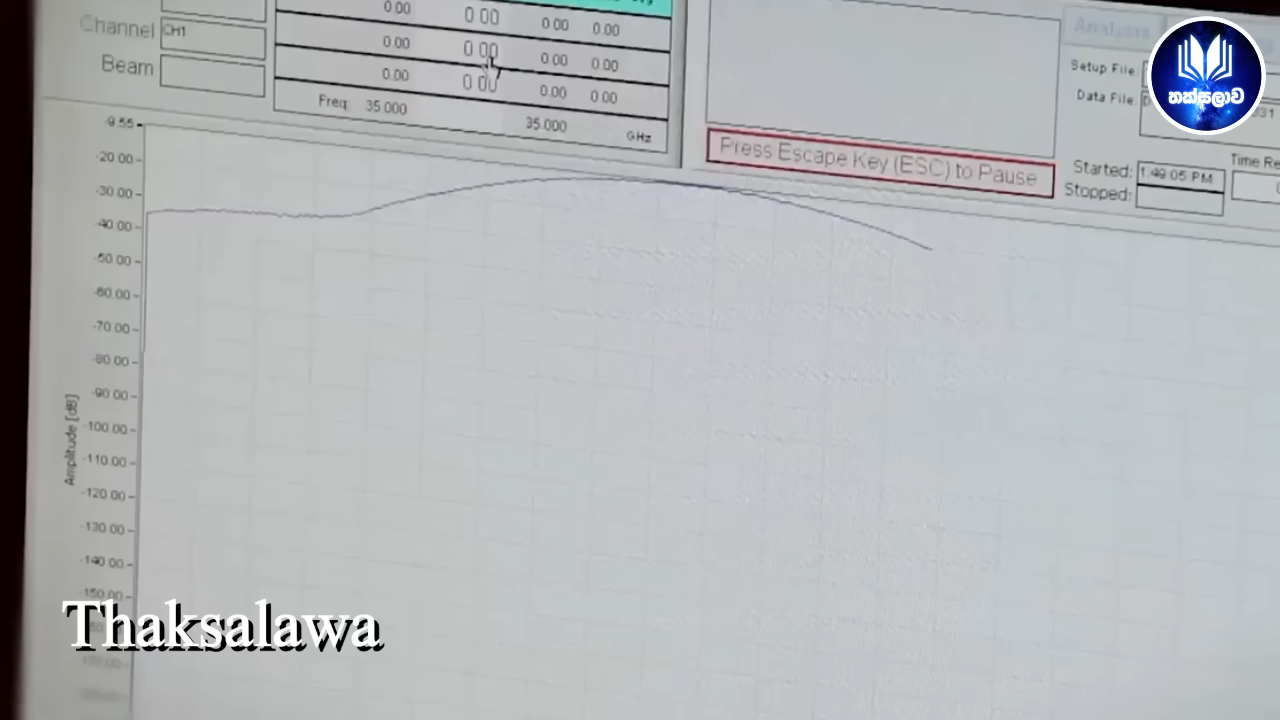 0.00 0.00 0.00 0.00
Channel CH1
0.00 0.00 0.00 0.00
Beam
0.00 0.00 0.00 0.00
Freq: 35.000 35.000 GHz
Press Escape Key (ESC) to Pause
Analysis
Setup File:
Data File:
Started: 1:49:05 PM
Stopped:
Time Re
තක්සලාව
-9.55
-20.00
-30.00
-40.00
-50.00
-60.00
-70.00
-80.00
-90.00
-100.00
-110.00
-120.00
-130.00
-140.00
-150.00
Amplitude [dB]
Thaksalawa